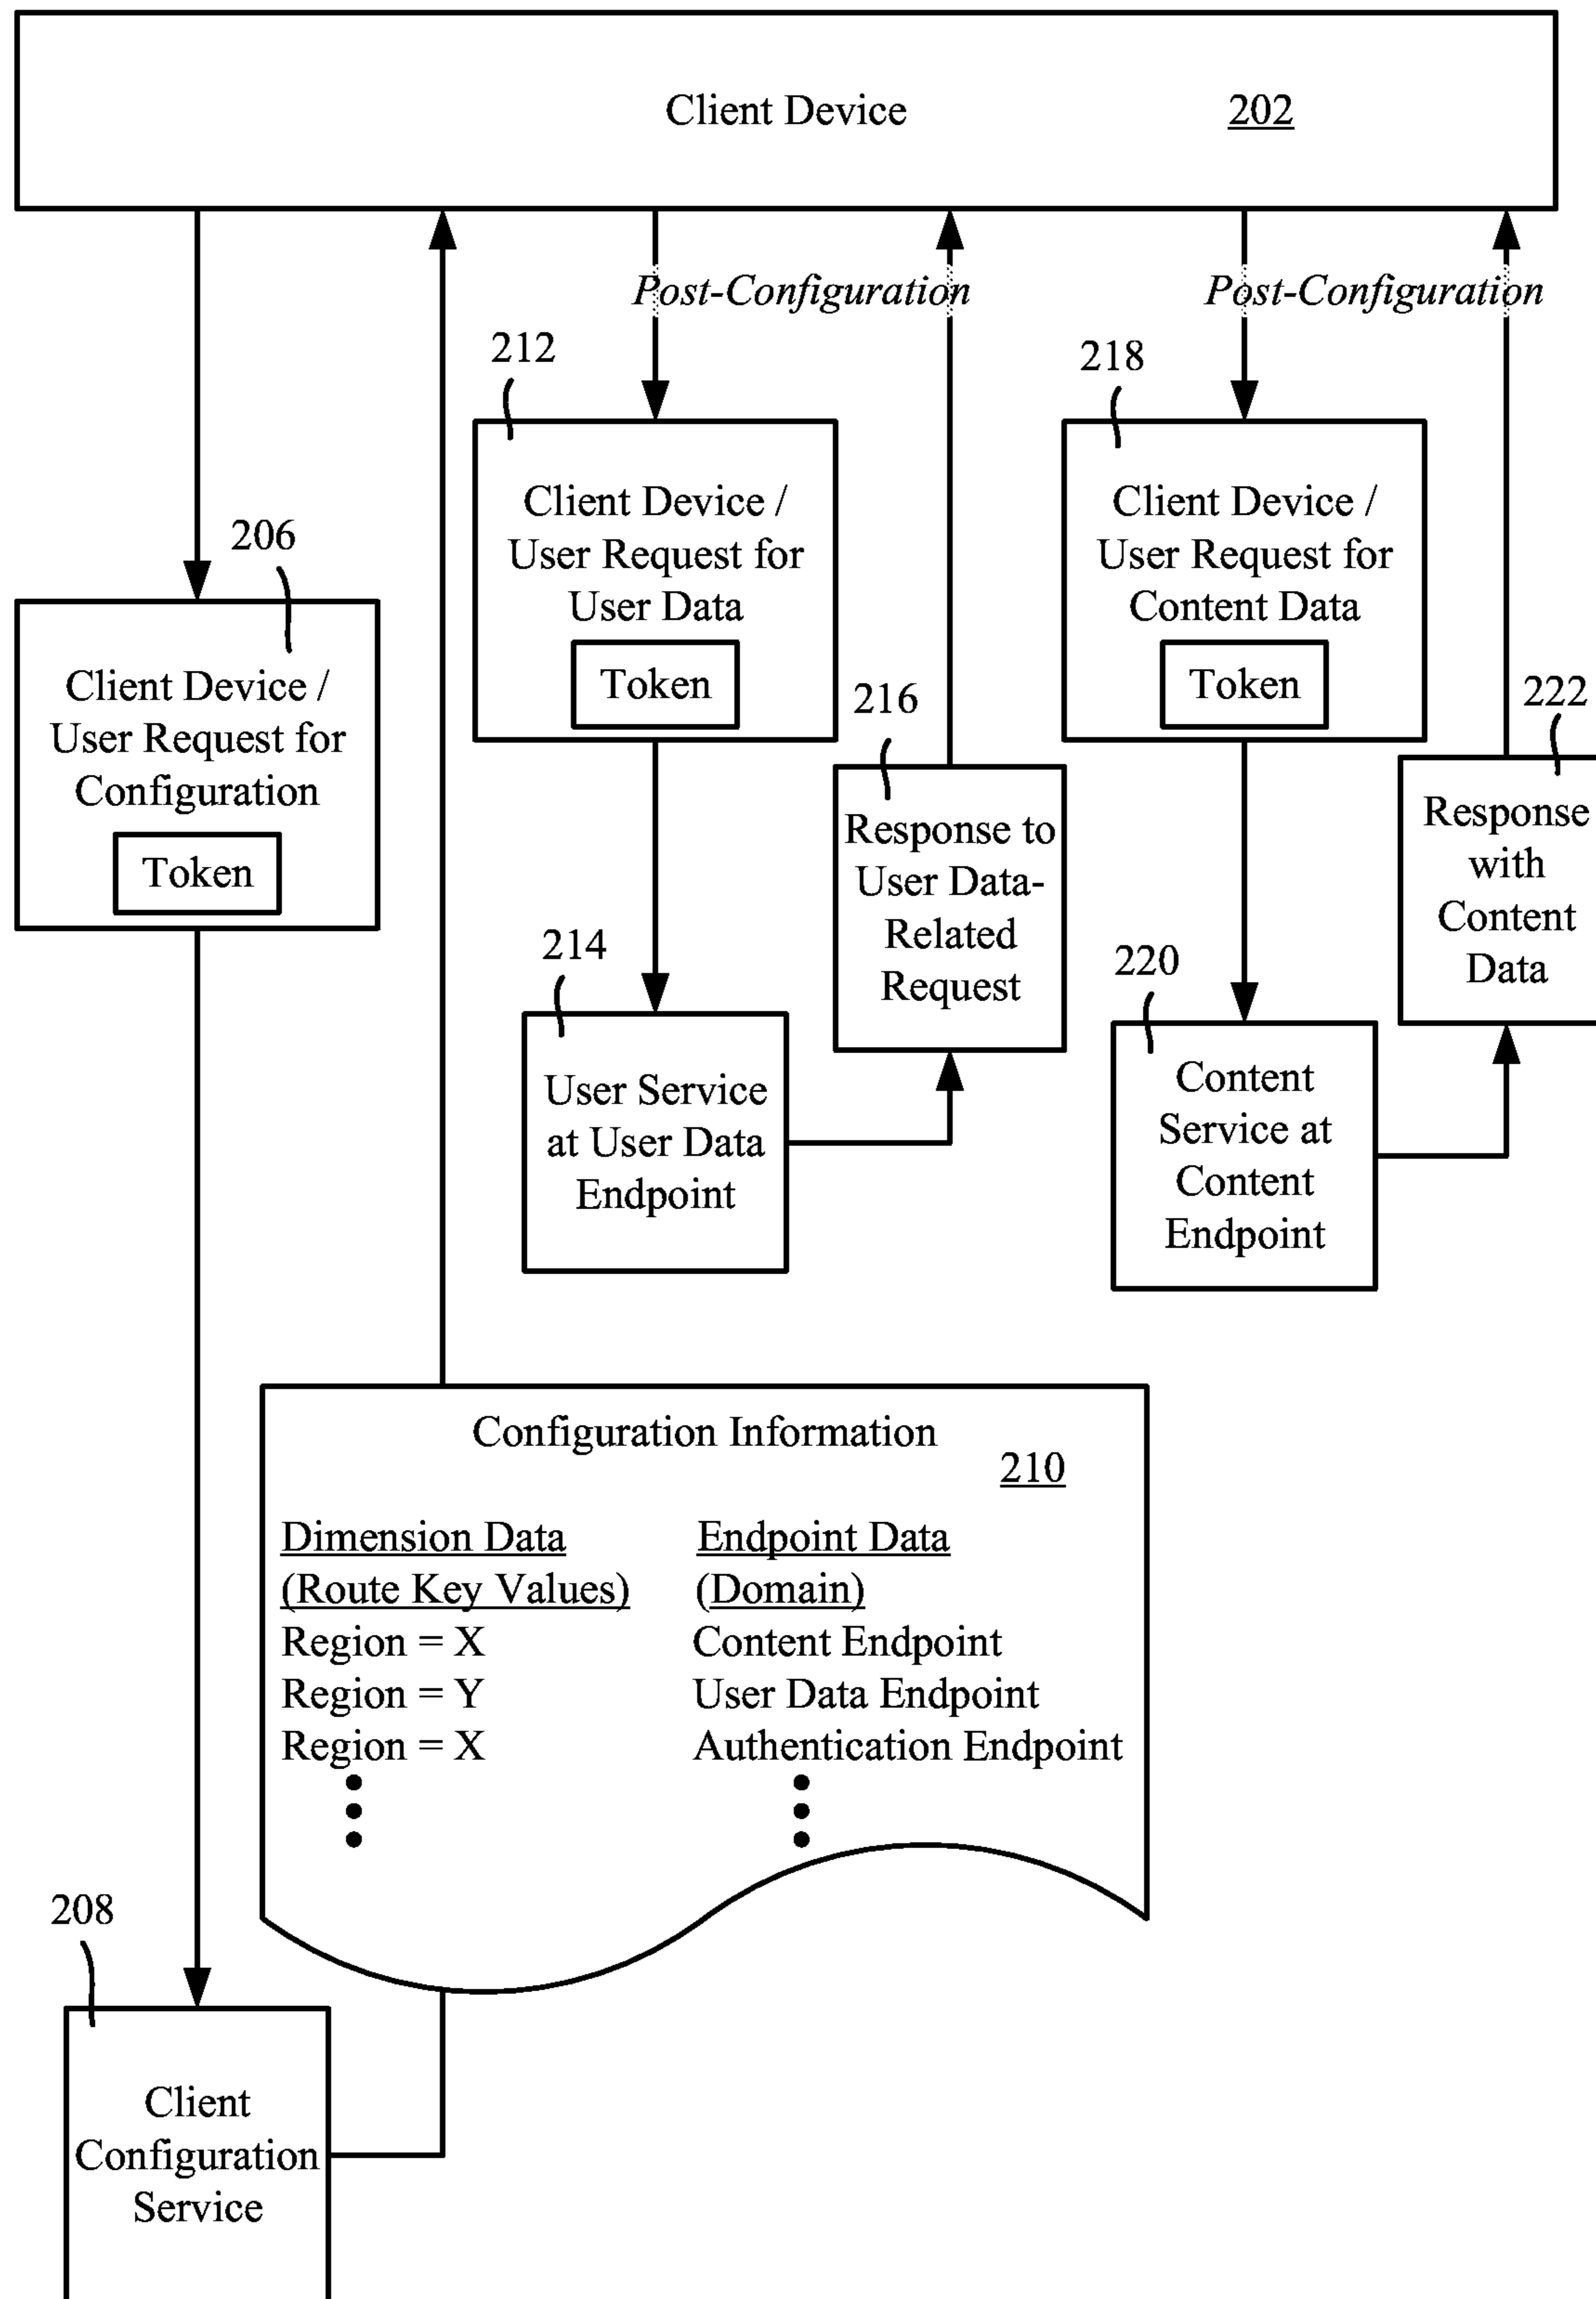 Client Device 202
Post-Configuration
Post-Configuration
212
218
206
Client Device /
User Request for
User Data
Token
Client Device /
User Request for
Content Data
Token
Client Device /
User Request for
Configuration
Token
216
222
Response to
User Data-
Related
Request
Response
with
Content
Data
214
220
User Service
at User Data
Endpoint
Content
Service at
Content
Endpoint
Configuration Information
210
Dimension Data Endpoint Data
(Route Key Values) (Domain)
Region = X Content Endpoint
Region = Y User Data Endpoint
Region = X Authentication Endpoint
208
Client
Configuration
Service